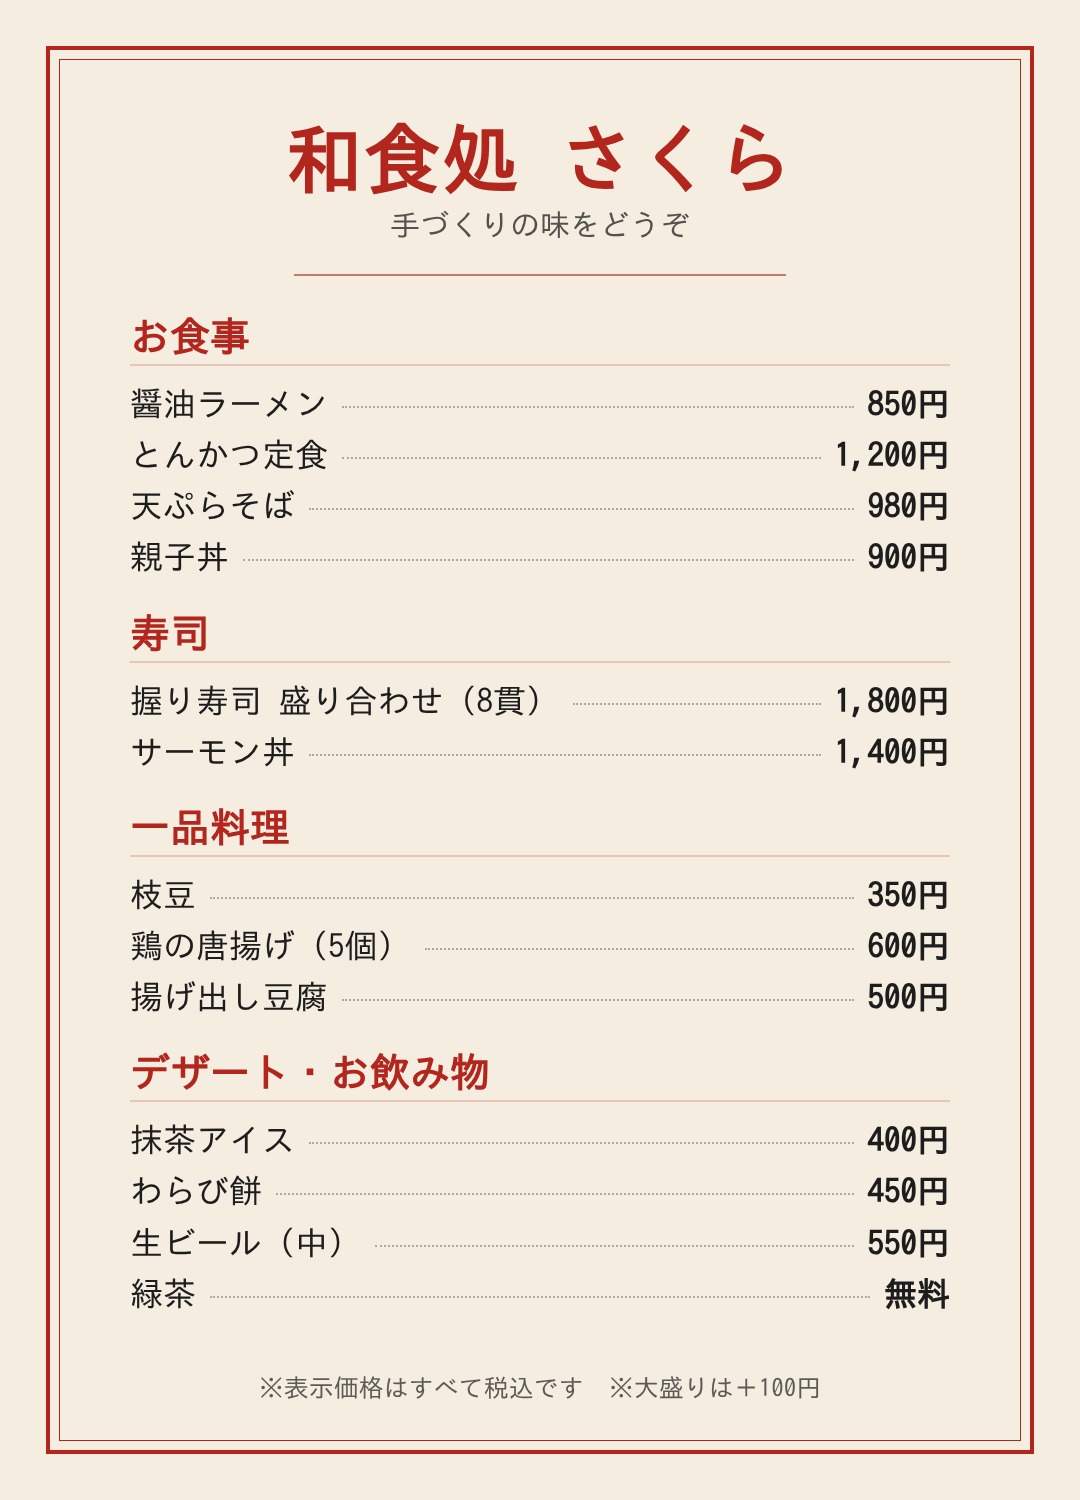 和食処 さくら
手づくりの味をどうぞ
お食事
醤油ラーメン 850円
とんかつ定食 1,200円
天ぷらそば 980円
親子丼 900円
寿司
握り寿司 盛り合わせ（8貫） 1,800円
サーモン丼 1,400円
一品料理
枝豆 350円
鶏の唐揚げ（5個） 600円
揚げ出し豆腐 500円
デザート・お飲み物
抹茶アイス 400円
わらび餅 450円
生ビール（中） 550円
緑茶 無料
※表示価格はすべて税込です　※大盛りは＋100円